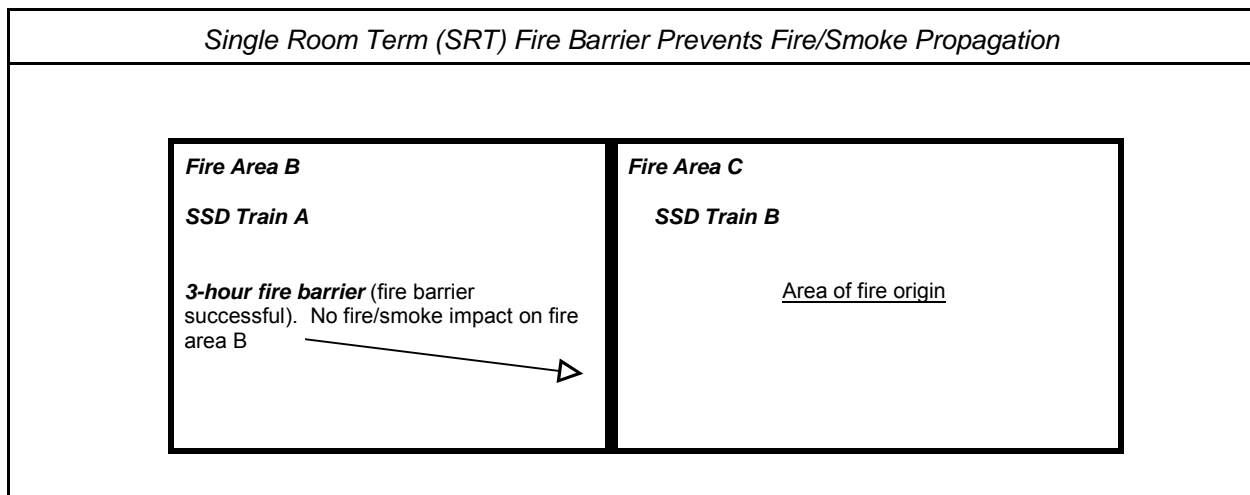 Single Room Term (SRT) Fire Barrier Prevents Fire/Smoke Propagation
Fire Area B
SSD Train A
3-hour fire barrier (fire barrier
successful).  No fire/smoke impact on fire
area B
Fire Area C
SSD Train B
Area of fire origin